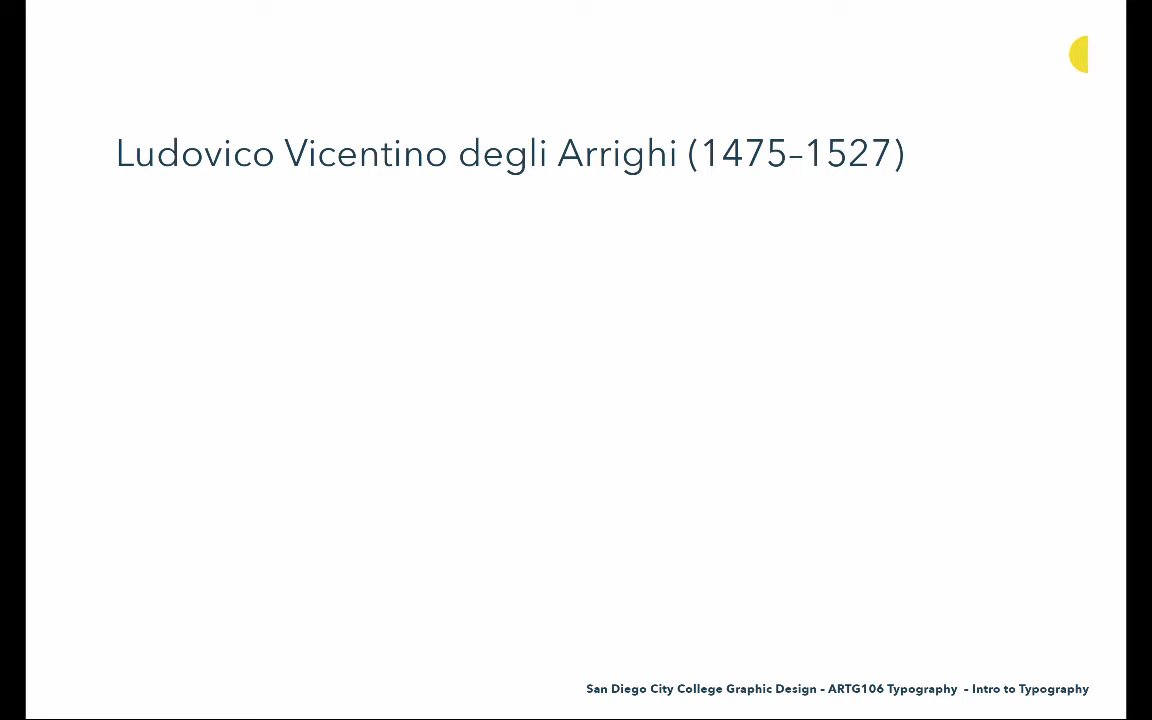 Ludovico Vicentino degli Arrighi (1475–1527)
San Diego City College Graphic Design – ARTG106 Typography – Intro to Typography